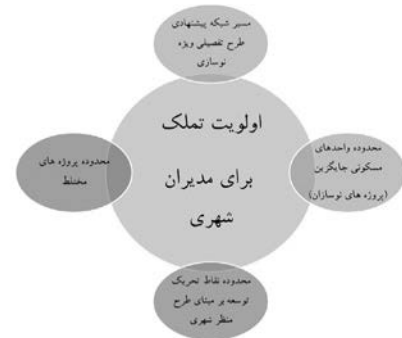 مسیر شبکه پیشنهادی
طرح تفصیلی ویژه
نوسازی
اولویت تملک
برای مدیران
شهری
محدوده واحدهای
مسکونی جایگزین
(پروژه های نوسازان)
محدوده پروژه های
مختلط
محدوده نقاط تحریک
توسعه بر مبنای طرح
منظر شهری